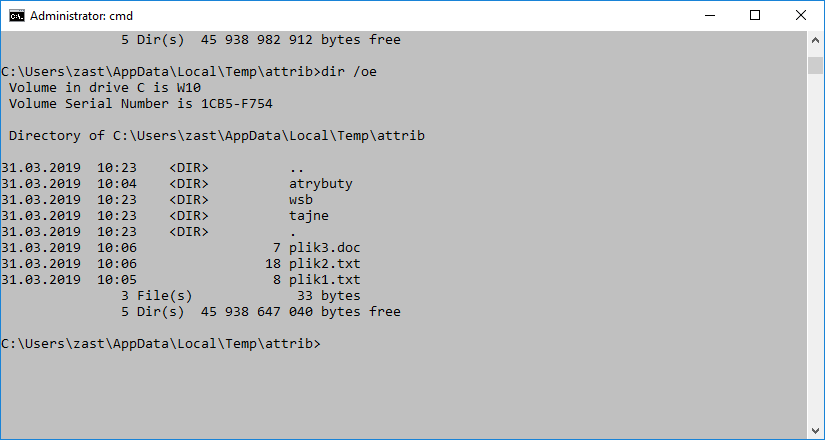 Administrator: cmd
               5 Dir(s)  45 938 982 912 bytes free
C:\Users\zast\AppData\Local\Temp\attrib>dir /oe
 Volume in drive C is W10
 Volume Serial Number is 1CB5-F754
 Directory of C:\Users\zast\AppData\Local\Temp\attrib
31.03.2019  10:23    <DIR>          ..
31.03.2019  10:04    <DIR>          atrybuty
31.03.2019  10:23    <DIR>          wsb
31.03.2019  10:23    <DIR>          tajne
31.03.2019  10:23    <DIR>          .
31.03.2019  10:06                 7 plik3.doc
31.03.2019  10:06                18 plik2.txt
31.03.2019  10:05                 8 plik1.txt
               3 File(s)             33 bytes
               5 Dir(s)  45 938 647 040 bytes free
C:\Users\zast\AppData\Local\Temp\attrib>